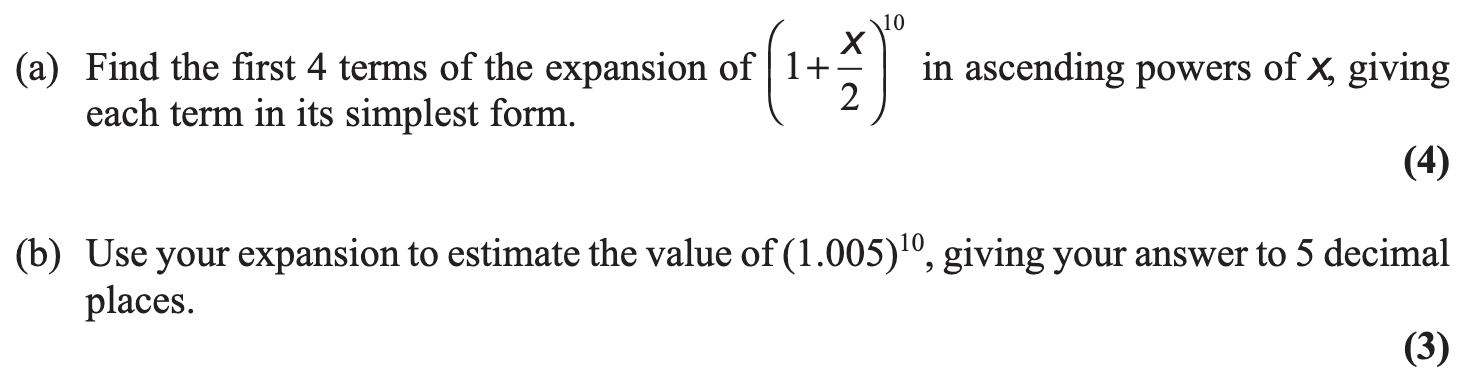 (a) Find the first 4 terms of the expansion of (1 + x/2)^10 in ascending powers of x, giving
each term in its simplest form.
(4)
(b) Use your expansion to estimate the value of (1.005)^10, giving your answer to 5 decimal
places.
(3)